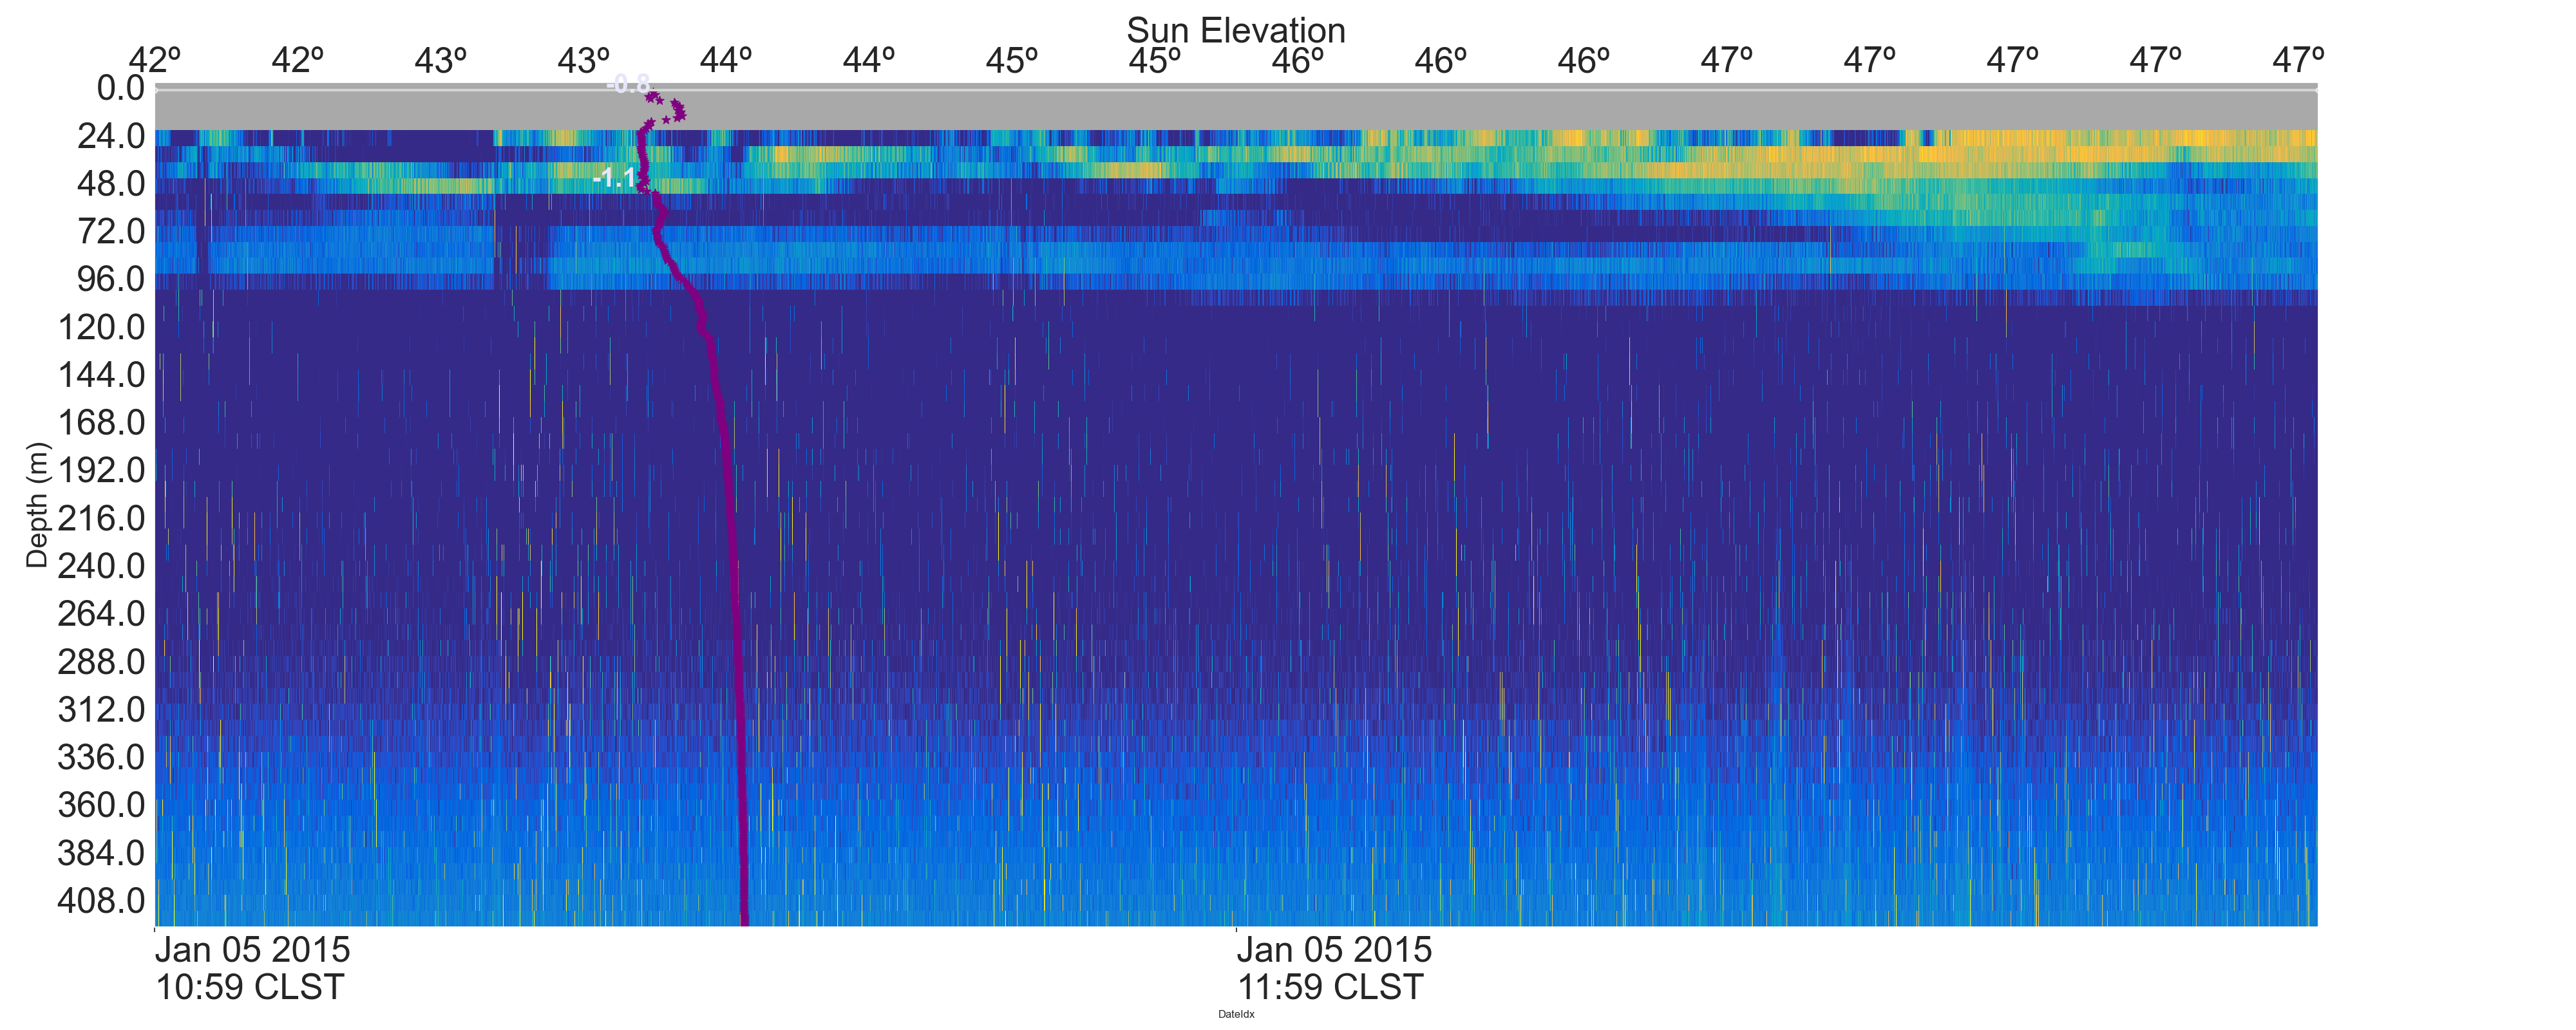 Sun Elevation
42º 42º 43º 43º 44º 44º 45º 45º 46º 46º 46º 47º 47º 47º 47º 47º
-0.8
0.0
24.0
-1.1
48.0
72.0
96.0
120.0
144.0
168.0
192.0
216.0
240.0
264.0
288.0
312.0
336.0
360.0
384.0
408.0
Depth (m)
Jan 05 2015
10:59 CLST
Jan 05 2015
11:59 CLST
DateIdx